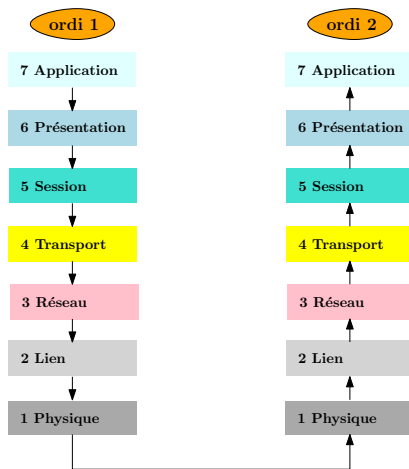 ordi 1
7 Application
6 Présentation
5 Session
4 Transport
3 Réseau
2 Lien
1 Physique
ordi 2
7 Application
6 Présentation
5 Session
4 Transport
3 Réseau
2 Lien
1 Physique